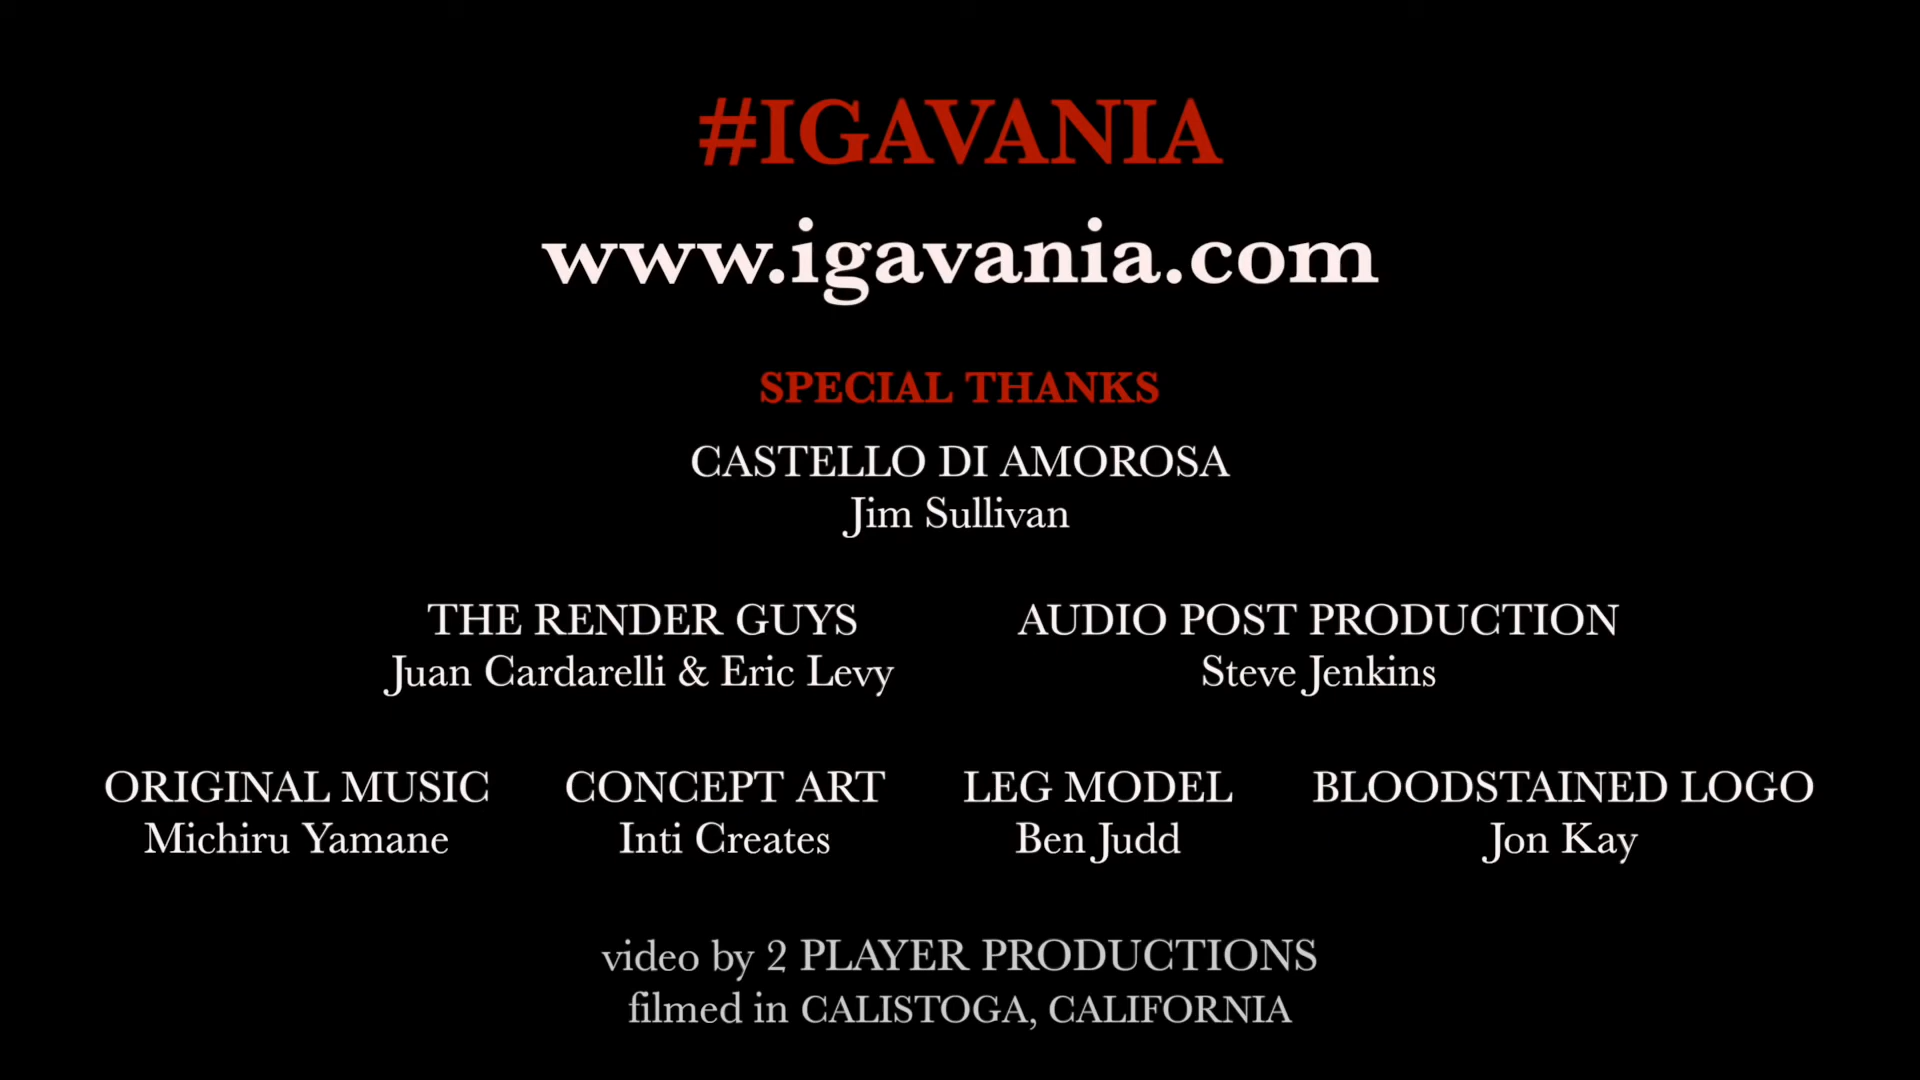 #IGAVANIA
www.igavania.com
SPECIAL THANKS
CASTELLO DI AMOROSA
Jim Sullivan
THE RENDER GUYS
Juan Cardarelli & Eric Levy
AUDIO POST PRODUCTION
Steve Jenkins
ORIGINAL MUSIC
Michiru Yamane
CONCEPT ART
Inti Creates
LEG MODEL
Ben Judd
BLOODSTAINED LOGO
Jon Kay
video by 2 PLAYER PRODUCTIONS
filmed in CALISTOGA, CALIFORNIA